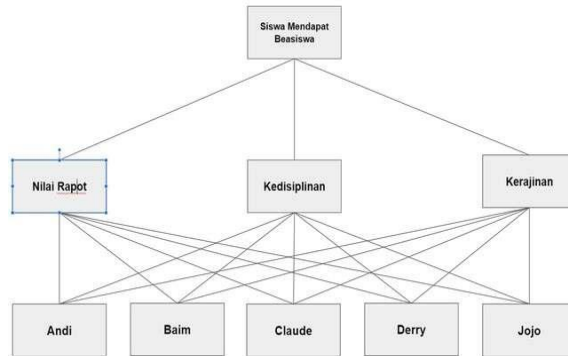 Siswa Mendapat
Beasiswa
Nilai Rapot
Kedisiplinan
Kerajinan
Andi
Baim
Claude
Derry
Jojo